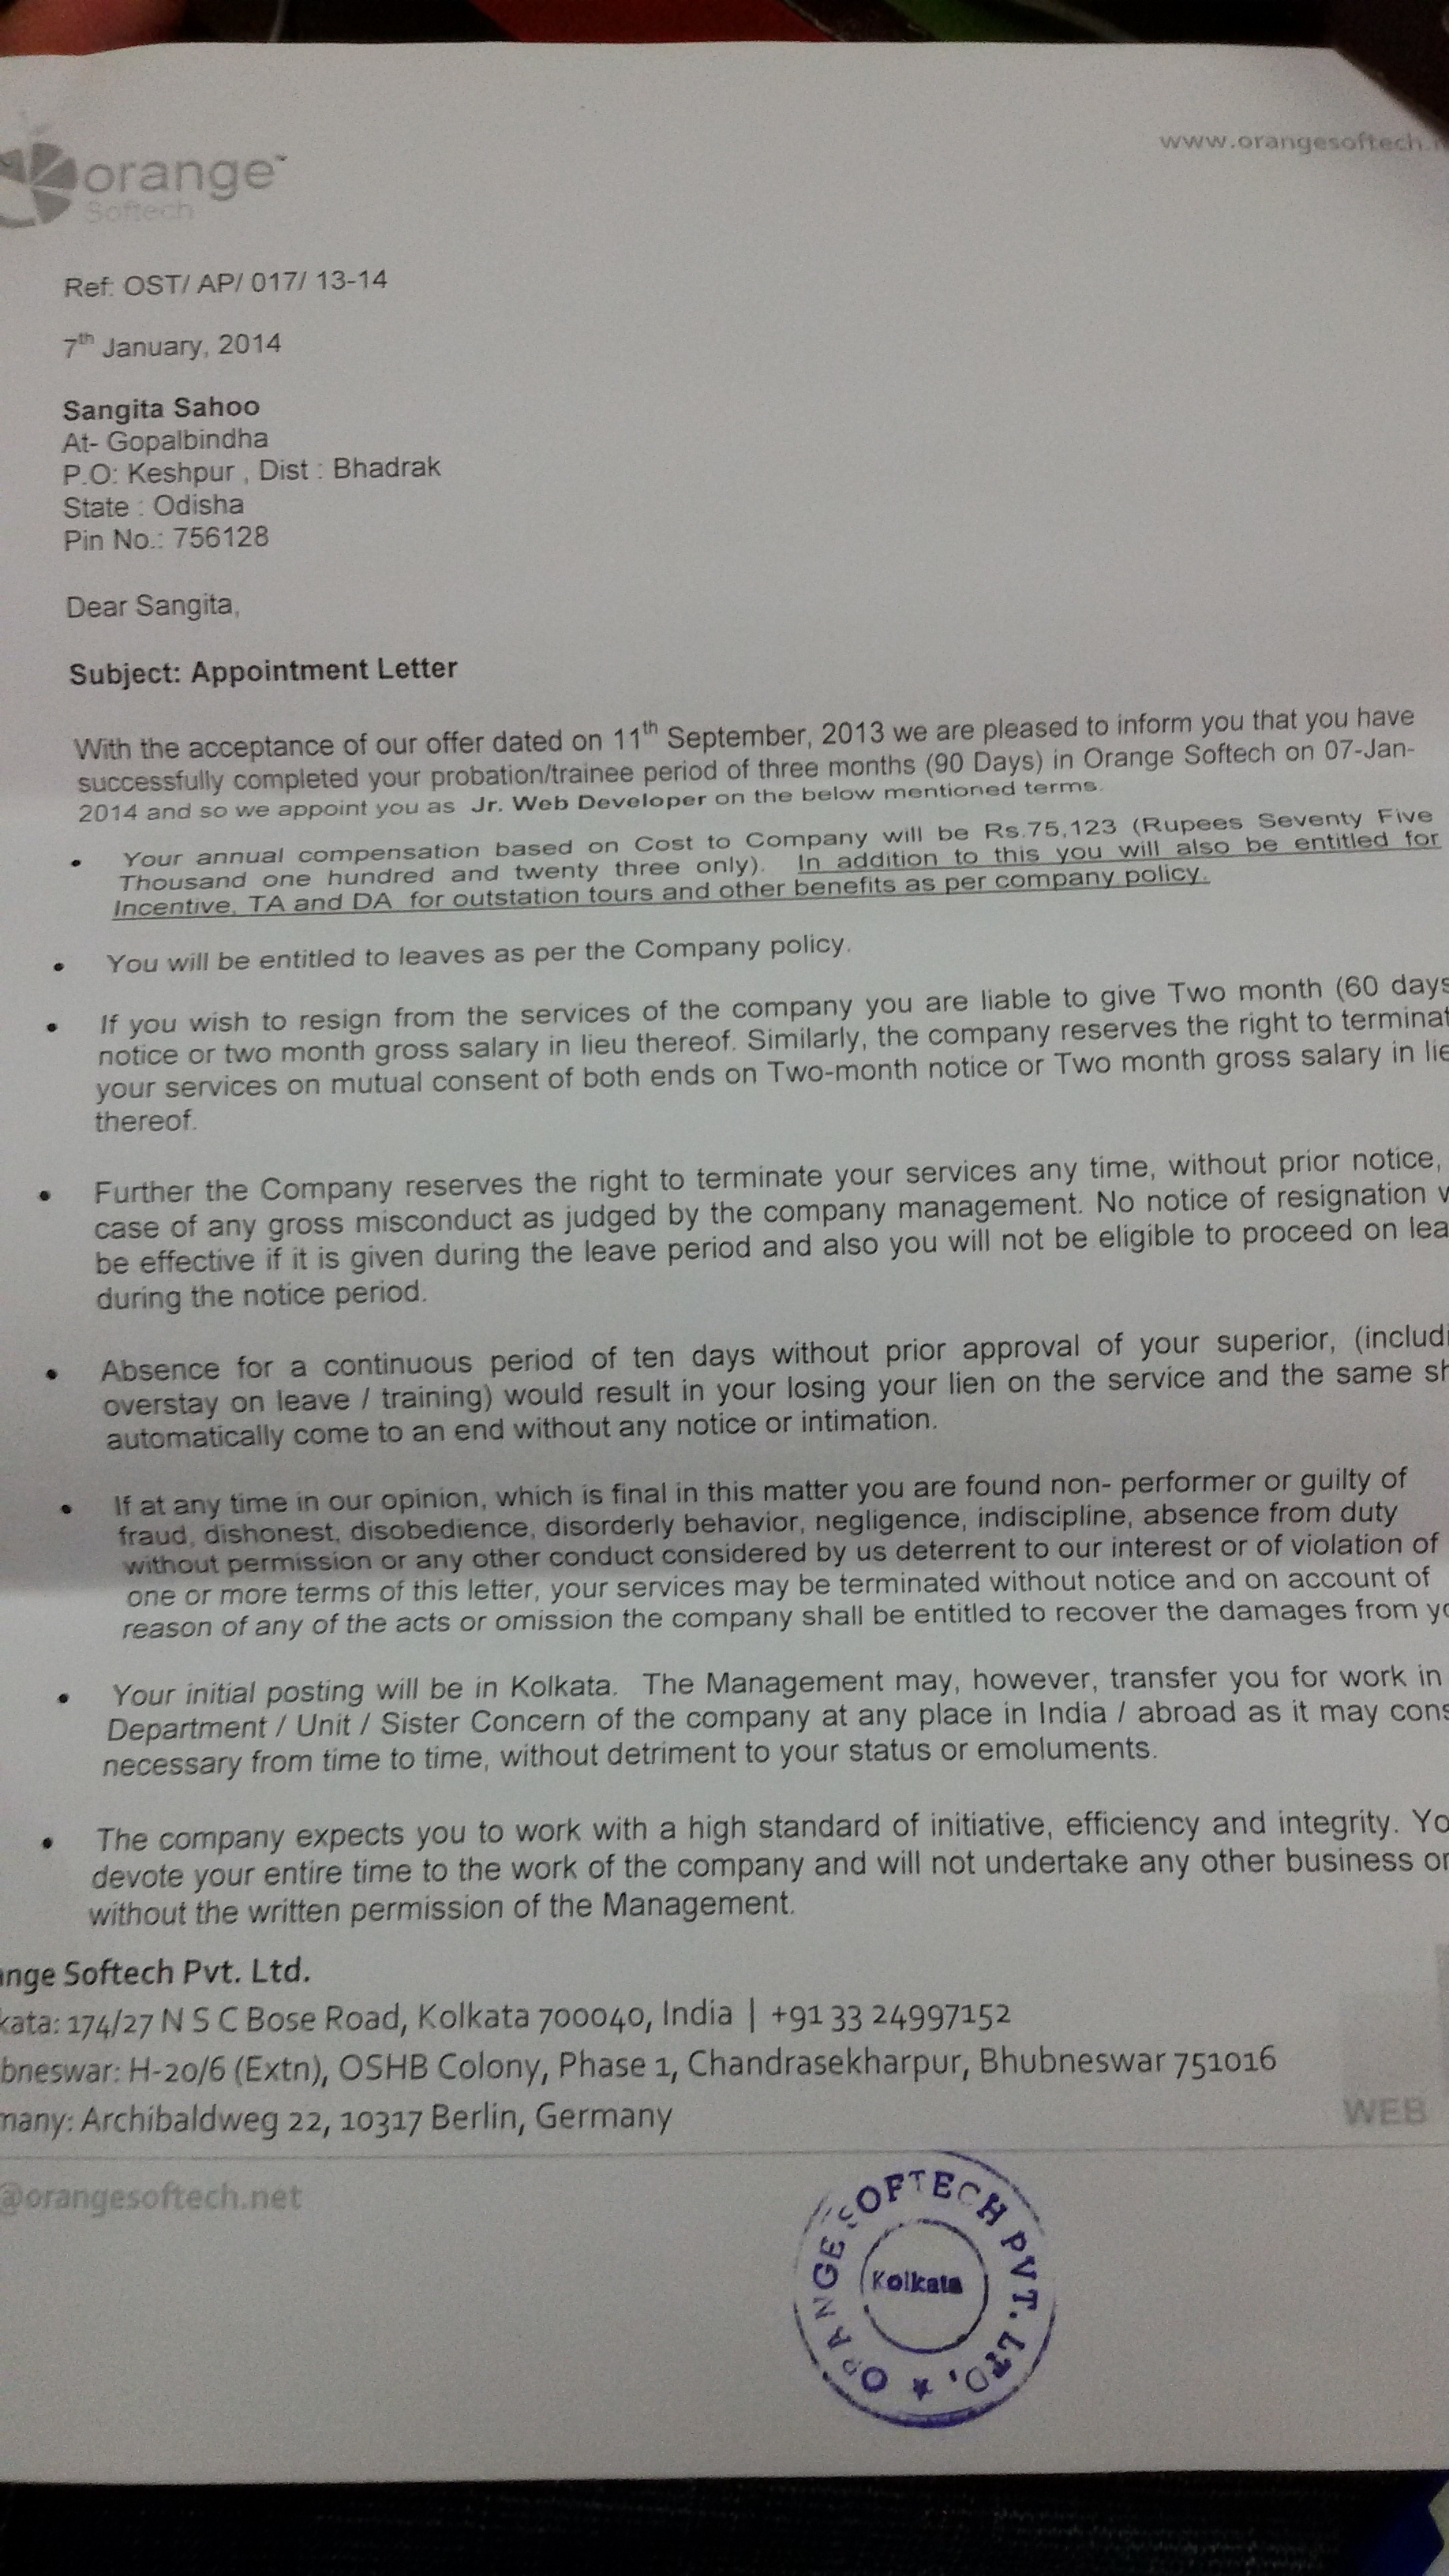 www.orangesoftech.
orange™
Softech
Ref: OST/ AP/ 017/ 13-14
7th January, 2014
Sangita Sahoo
At- Gopalbindha
P.O: Keshpur , Dist : Bhadrak
State : Odisha
Pin No.: 756128
Dear Sangita,
Subject: Appointment Letter
With the acceptance of our offer dated on 11th September, 2013 we are pleased to inform you that you have
successfully completed your probation/trainee period of three months (90 Days) in Orange Softech on 07-Jan-
2014 and so we appoint you as Jr. Web Developer on the below mentioned terms.
• Your annual compensation based on Cost to Company will be Rs.75,123 (Rupees Seventy Five
Thousand one hundred and twenty three only). In addition to this you will also be entitled for
Incentive, TA and DA for outstation tours and other benefits as per company policy.
• You will be entitled to leaves as per the Company policy.
• If you wish to resign from the services of the company you are liable to give Two month (60 days
notice or two month gross salary in lieu thereof. Similarly, the company reserves the right to terminat
your services on mutual consent of both ends on Two-month notice or Two month gross salary in lie
thereof.
• Further the Company reserves the right to terminate your services any time, without prior notice,
case of any gross misconduct as judged by the company management. No notice of resignation w
be effective if it is given during the leave period and also you will not be eligible to proceed on lea
during the notice period.
• Absence for a continuous period of ten days without prior approval of your superior, (includi
overstay on leave / training) would result in your losing your lien on the service and the same sh
automatically come to an end without any notice or intimation.
• If at any time in our opinion, which is final in this matter you are found non- performer or guilty of
fraud, dishonest, disobedience, disorderly behavior, negligence, indiscipline, absence from duty
without permission or any other conduct considered by us deterrent to our interest or of violation of
one or more terms of this letter, your services may be terminated without notice and on account of
reason of any of the acts or omission the company shall be entitled to recover the damages from yo
• Your initial posting will be in Kolkata. The Management may, however, transfer you for work in
Department / Unit / Sister Concern of the company at any place in India / abroad as it may cons
necessary from time to time, without detriment to your status or emoluments.
• The company expects you to work with a high standard of initiative, efficiency and integrity. Yo
devote your entire time to the work of the company and will not undertake any other business or
without the written permission of the Management.
ange Softech Pvt. Ltd.
kata: 174/27 N S C Bose Road, Kolkata 700040, India | +91 33 24997152
bneswar: H-20/6 (Extn), OSHB Colony, Phase 1, Chandrasekharpur, Bhubneswar 751016
many: Archibaldweg 22, 10317 Berlin, Germany
WEB
@orangesoftech.net
ORANGE SOFTECH PVT. LTD. ★
Kolkata